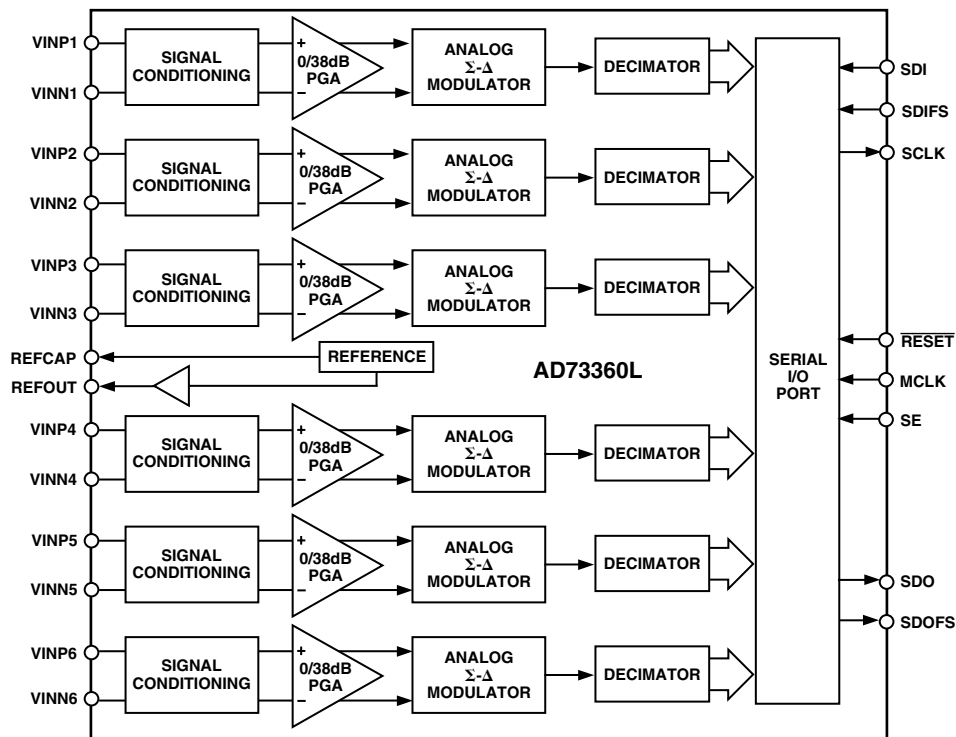 VINP1
VINN1
SIGNAL
CONDITIONING
+
0/38dB
PGA
−
ANALOG
Σ-Δ
MODULATOR
DECIMATOR
VINP2
VINN2
SIGNAL
CONDITIONING
+
0/38dB
PGA
−
ANALOG
Σ-Δ
MODULATOR
DECIMATOR
VINP3
VINN3
SIGNAL
CONDITIONING
+
0/38dB
PGA
−
ANALOG
Σ-Δ
MODULATOR
DECIMATOR
REFCAP
REFOUT
REFERENCE
AD73360L
VINP4
VINN4
SIGNAL
CONDITIONING
+
0/38dB
PGA
−
ANALOG
Σ-Δ
MODULATOR
DECIMATOR
VINP5
VINN5
SIGNAL
CONDITIONING
+
0/38dB
PGA
−
ANALOG
Σ-Δ
MODULATOR
DECIMATOR
VINP6
VINN6
SIGNAL
CONDITIONING
+
0/38dB
PGA
−
ANALOG
Σ-Δ
MODULATOR
DECIMATOR
SERIAL
I/O
PORT
SDI
SDIFS
SCLK
RESET
MCLK
SE
SDO
SDOFS